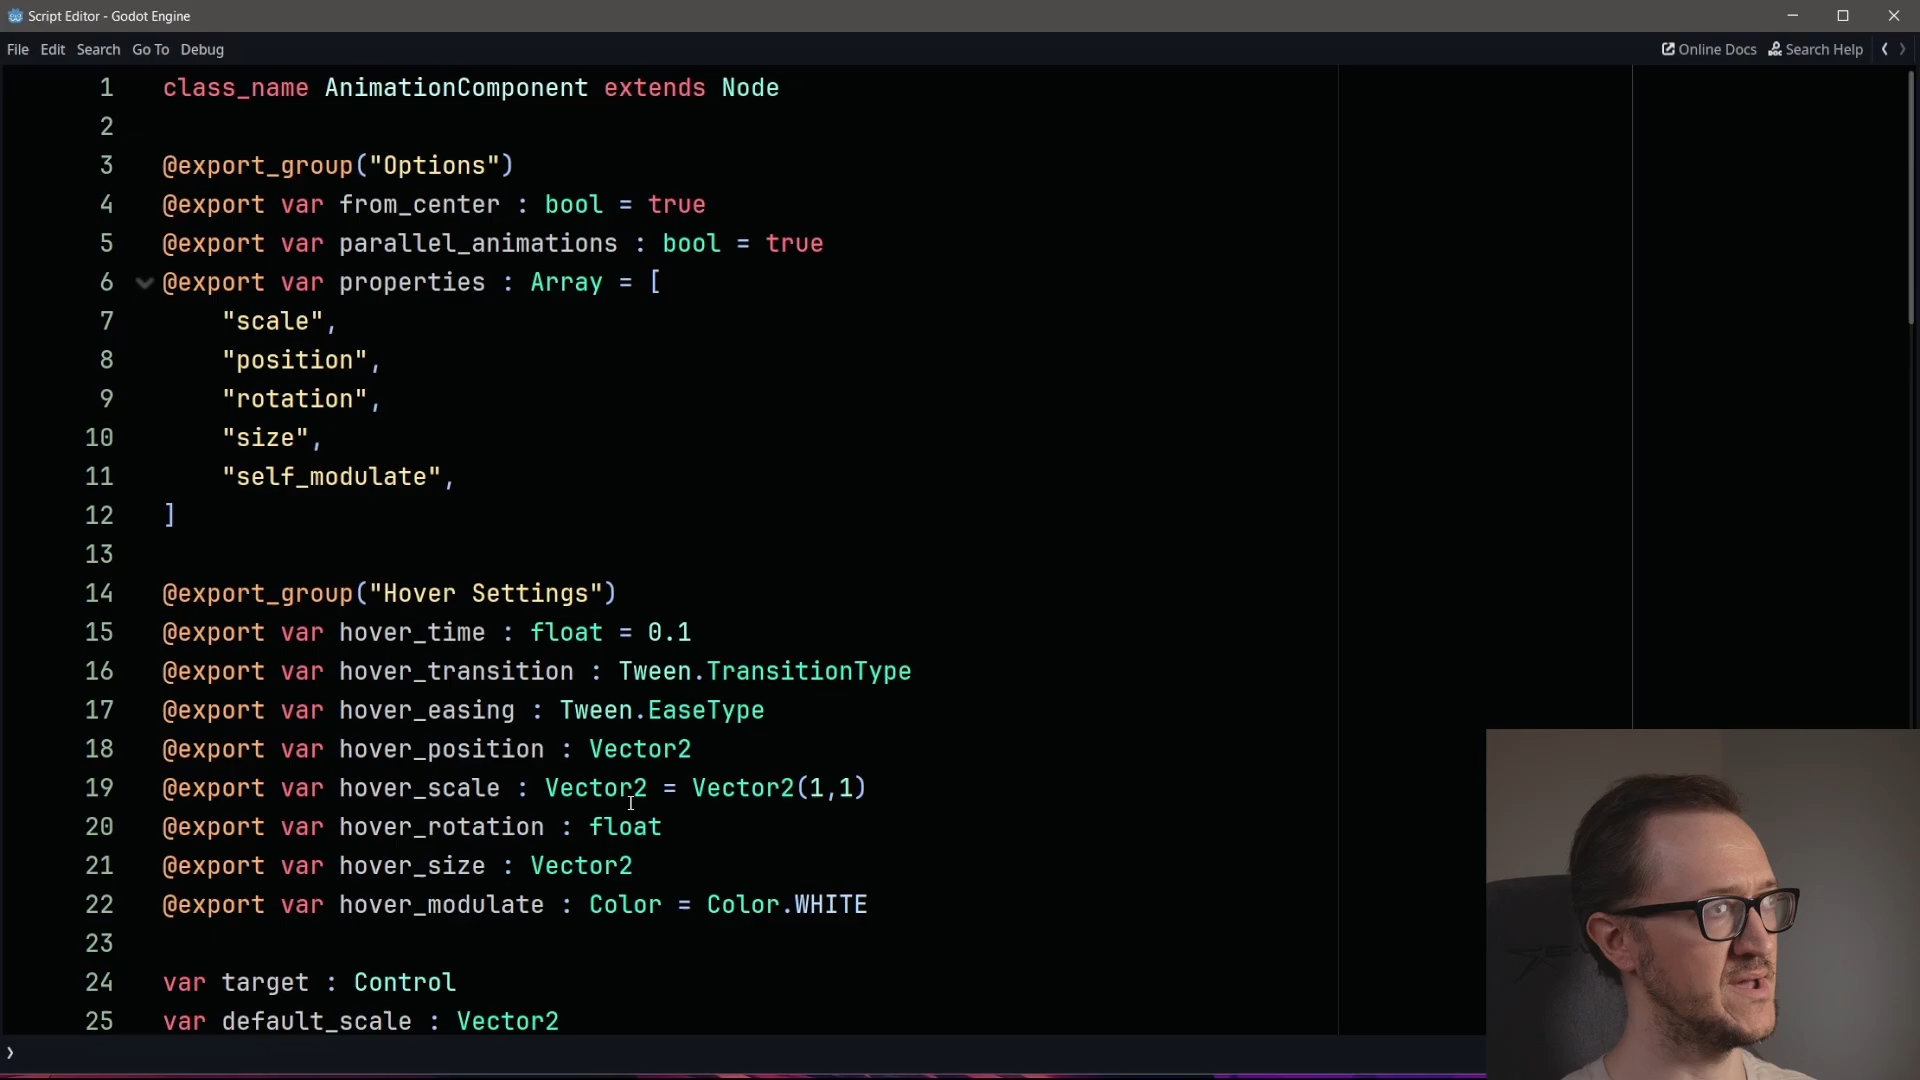 Script Editor - Godot Engine
File Edit Search Go To Debug
Online Docs Search Help
1 class_name AnimationComponent extends Node
2
3 @export_group("Options")
4 @export var from_center : bool = true
5 @export var parallel_animations : bool = true
6 @export var properties : Array = [
7 "scale",
8 "position",
9 "rotation",
10 "size",
11 "self_modulate",
12 ]
13
14 @export_group("Hover Settings")
15 @export var hover_time : float = 0.1
16 @export var hover_transition : Tween.TransitionType
17 @export var hover_easing : Tween.EaseType
18 @export var hover_position : Vector2
19 @export var hover_scale : Vector2 = Vector2(1,1)
20 @export var hover_rotation : float
21 @export var hover_size : Vector2
22 @export var hover_modulate : Color = Color.WHITE
23
24 var target : Control
25 var default_scale : Vector2